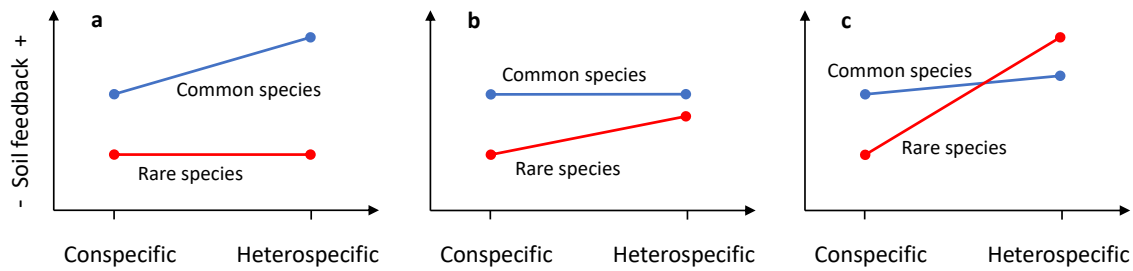 a
b
c
- Soil feedback +
Common species
Rare species
Common species
Rare species
Common species
Rare species
Conspecific Heterospecific
Conspecific Heterospecific
Conspecific Heterospecific